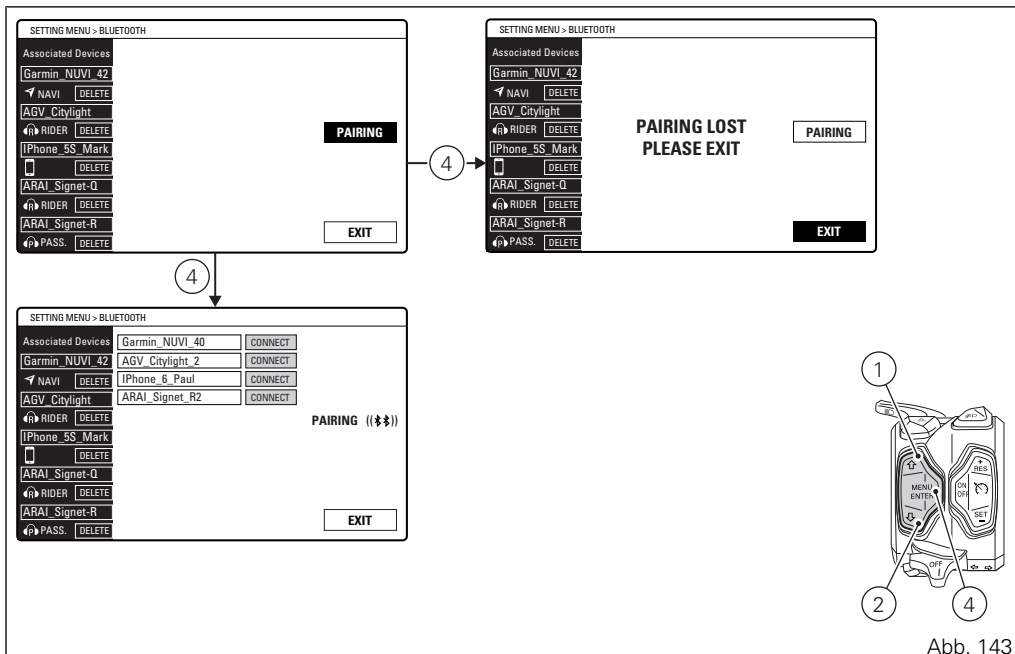 SETTING MENU > BLUETOOTH
Associated Devices
Garmin_NUVI_42
NAVI DELETE
AGV_Citylight
R RIDER DELETE
IPhone_5S_Mark
DELETE
ARAI_Signet-Q
R RIDER DELETE
ARAI_Signet-R
P PASS. DELETE
PAIRING
EXIT
4
SETTING MENU > BLUETOOTH
Associated Devices
Garmin_NUVI_42
NAVI DELETE
AGV_Citylight
R RIDER DELETE
IPhone_5S_Mark
DELETE
ARAI_Signet-Q
R RIDER DELETE
ARAI_Signet-R
P PASS. DELETE
PAIRING LOST
PLEASE EXIT
PAIRING
EXIT
4
SETTING MENU > BLUETOOTH
Associated Devices
Garmin_NUVI_42
NAVI DELETE
AGV_Citylight
R RIDER DELETE
IPhone_5S_Mark
DELETE
ARAI_Signet-Q
R RIDER DELETE
ARAI_Signet-R
P PASS. DELETE
Garmin_NUVI_40 CONNECT
AGV_Citylight_2 CONNECT
IPhone_6_Paul CONNECT
ARAI_Signet_R2 CONNECT
PAIRING
EXIT
1
MENU
ENTER
+
RES
ON
OFF
SET
–
OFF
2
4
Abb. 143